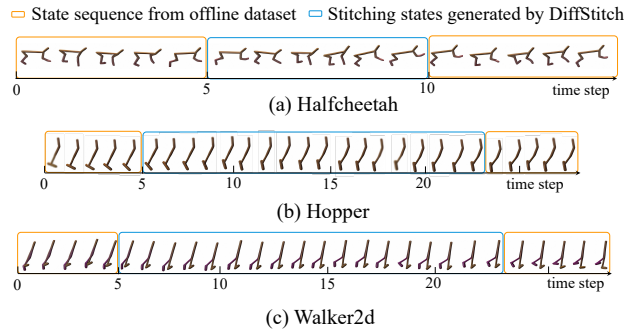 State sequence from offline dataset Stitching states generated by DiffStitch
0 5 10 time step
(a) Halfcheetah
0 5 10 15 20 time step
(b) Hopper
0 5 10 15 20 time step
(c) Walker2d